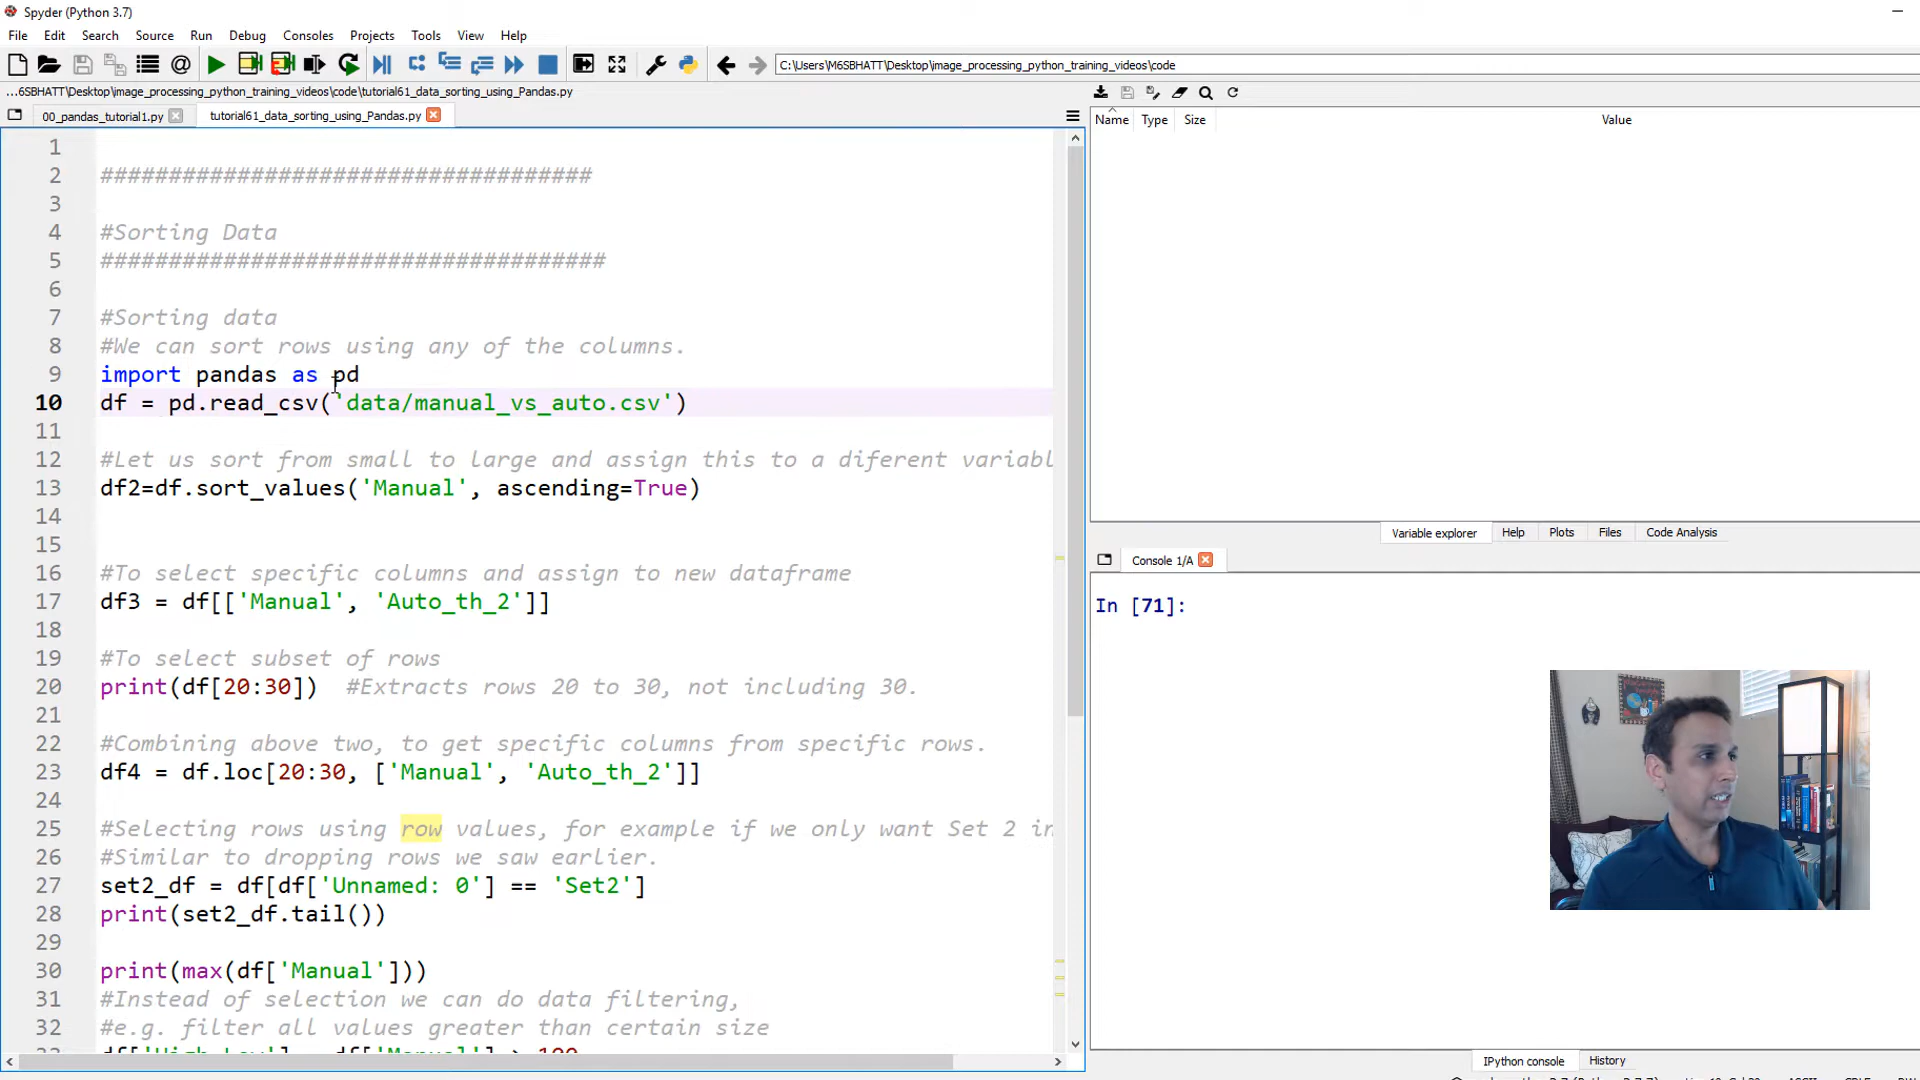 Spyder (Python 3.7)
File Edit Search Source Run Debug Consoles Projects Tools View Help
C:\Users\M6SBHATT\Desktop\image_processing_python_training_videos\code
...6SBHATT\Desktop\image_processing_python_training_videos\code\tutorial61_data_sorting_using_Pandas.py
00_pandas_tutorial1.py tutorial61_data_sorting_using_Pandas.py
1
2 ####################################
3
4 #Sorting Data
5 #####################################
6
7 #Sorting data
8 #We can sort rows using any of the columns.
9 import pandas as pd
10 df = pd.read_csv('data/manual_vs_auto.csv')
11
12 #Let us sort from small to large and assign this to a diferent variabl
13 df2=df.sort_values('Manual', ascending=True)
14
15
16 #To select specific columns and assign to new dataframe
17 df3 = df[['Manual', 'Auto_th_2']]
18
19 #To select subset of rows
20 print(df[20:30])  #Extracts rows 20 to 30, not including 30.
21
22 #Combining above two, to get specific columns from specific rows.
23 df4 = df.loc[20:30, ['Manual', 'Auto_th_2']]
24
25 #Selecting rows using row values, for example if we only want Set 2 in
26 #Similar to dropping rows we saw earlier.
27 set2_df = df[df['Unnamed: 0'] == 'Set2']
28 print(set2_df.tail())
29
30 print(max(df['Manual']))
31 #Instead of selection we can do data filtering,
32 #e.g. filter all values greater than certain size
Name Type Size Value
Variable explorer Help Plots Files Code Analysis
Console 1/A
In [71]:
IPython console History